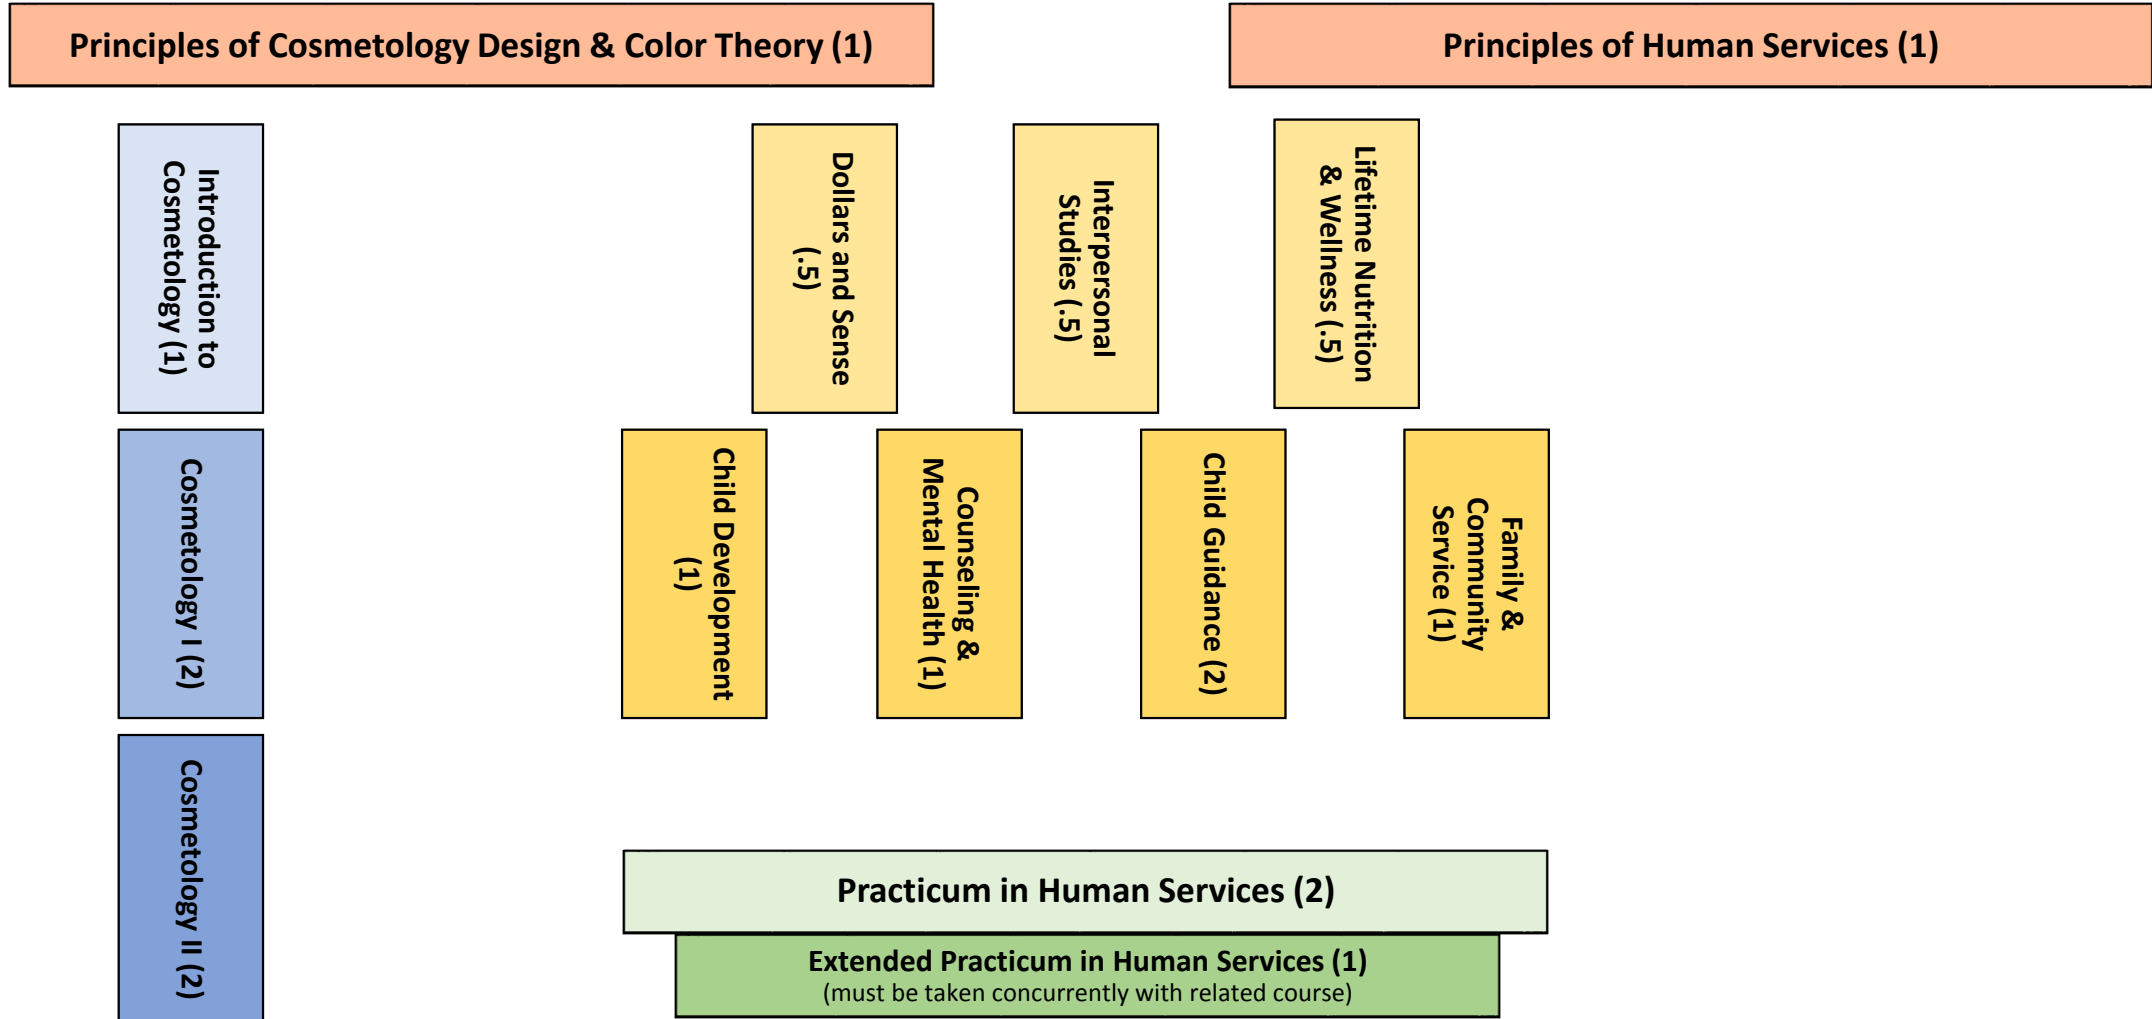 Principles of Cosmetology Design & Color Theory (1)
Principles of Human Services (1)
Introduction to
Cosmetology (1)
Dollars and Sense
(.5)
Interpersonal
Studies (.5)
Lifetime Nutrition
& Wellness (.5)
Cosmetology I (2)
Child Development
(1)
Counseling &
Mental Health (1)
Child Guidance (2)
Family &
Community
Service (1)
Cosmetology II (2)
Practicum in Human Services (2)
Extended Practicum in Human Services (1)
(must be taken concurrently with related course)